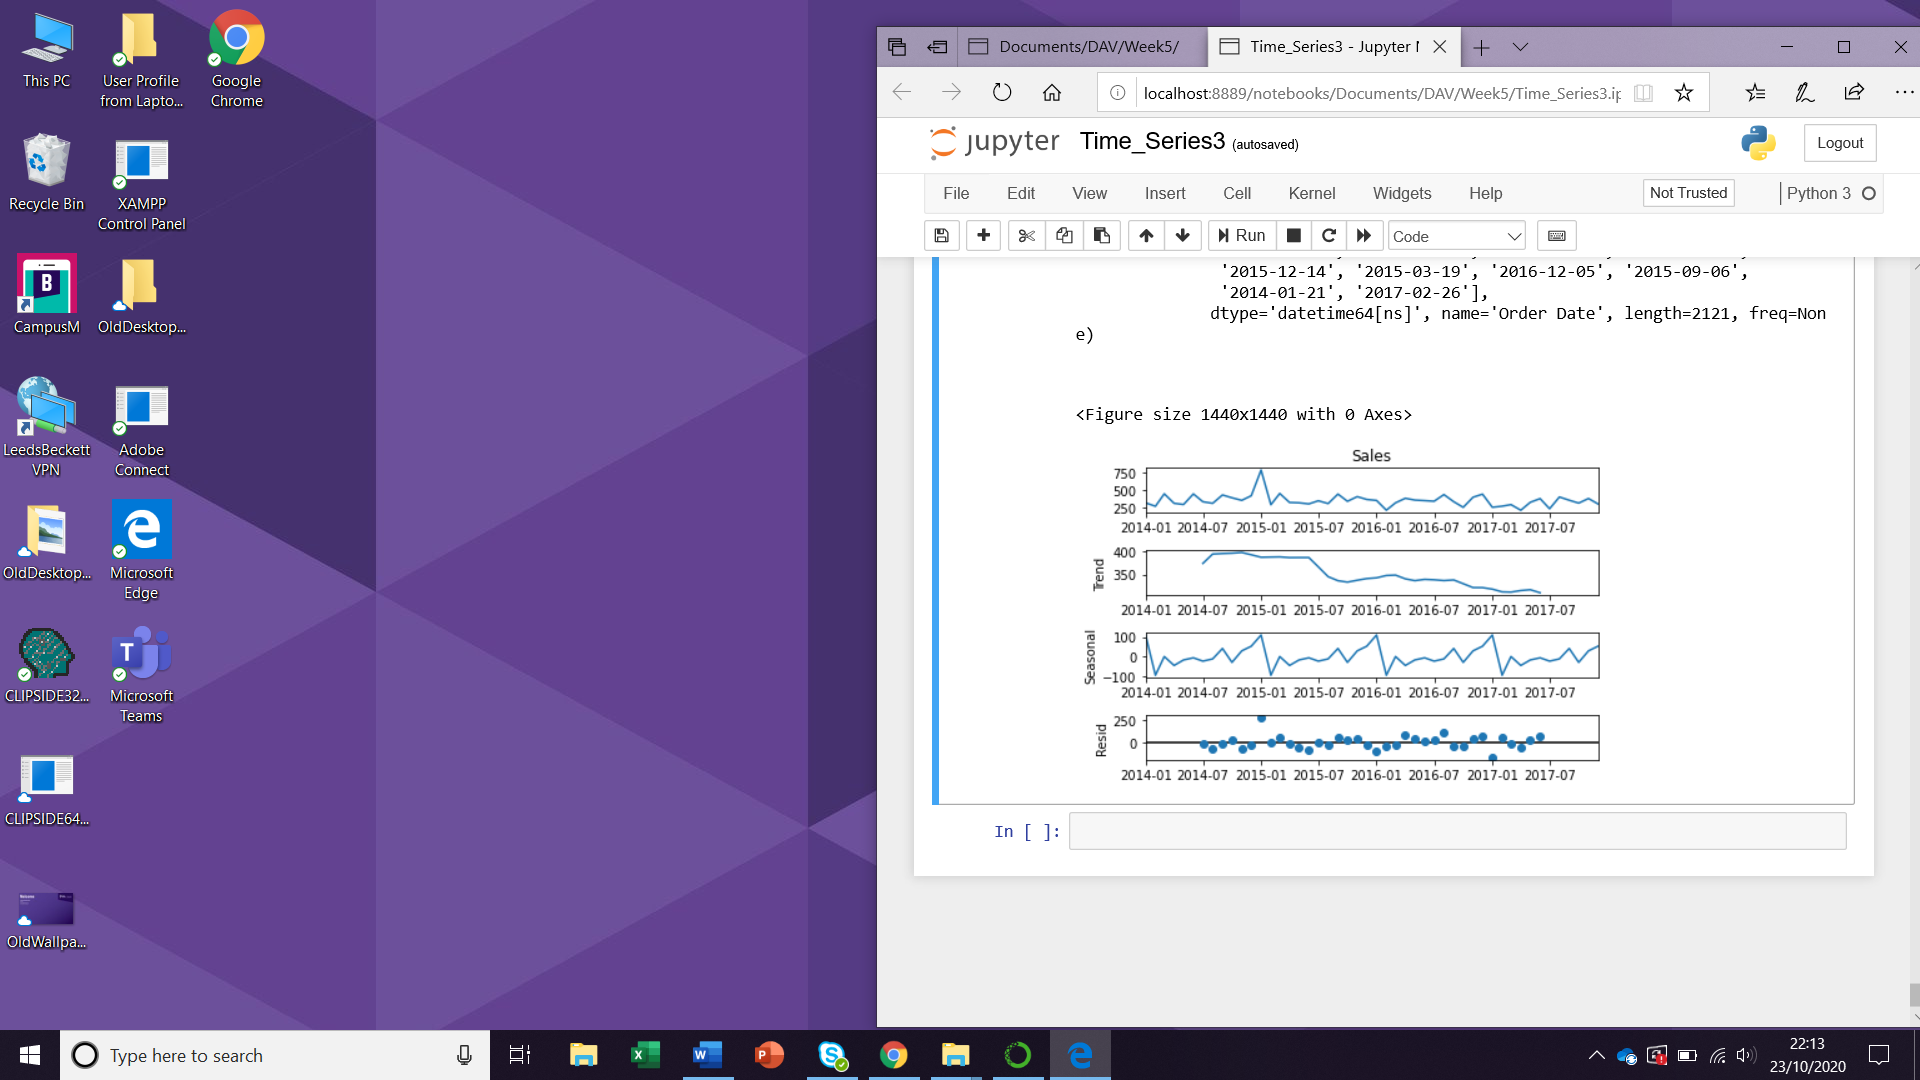 This PC
User Profile
from Lapto...
Google
Chrome
Recycle Bin
XAMPP
Control Panel
CampusM
OldDesktop...
LeedsBeckett
VPN
Adobe
Connect
OldDesktop...
Microsoft
Edge
CLIPSIDE32...
Microsoft
Teams
CLIPSIDE64...
OldWallpa...
Documents/DAV/Week5/
Time_Series3 - Jupyter
localhost:8889/notebooks/Documents/DAV/Week5/Time_Series3.ip
jupyter Time_Series3 (autosaved)
Logout
File Edit View Insert Cell Kernel Widgets Help
Not Trusted
Python 3
Run
Code
'2015-12-14', '2015-03-19', '2016-12-05', '2015-09-06',
'2014-01-21', '2017-02-26'],
dtype='datetime64[ns]', name='Order Date', length=2121, freq=Non
e)
<Figure size 1440x1440 with 0 Axes>
Sales
750
500
250
2014-01 2014-07 2015-01 2015-07 2016-01 2016-07 2017-01 2017-07
Trend
400
350
2014-01 2014-07 2015-01 2015-07 2016-01 2016-07 2017-01 2017-07
Seasonal
100
0
−100
2014-01 2014-07 2015-01 2015-07 2016-01 2016-07 2017-01 2017-07
Resid
250
0
2014-01 2014-07 2015-01 2015-07 2016-01 2016-07 2017-01 2017-07
In [ ]:
Type here to search
22:13
23/10/2020